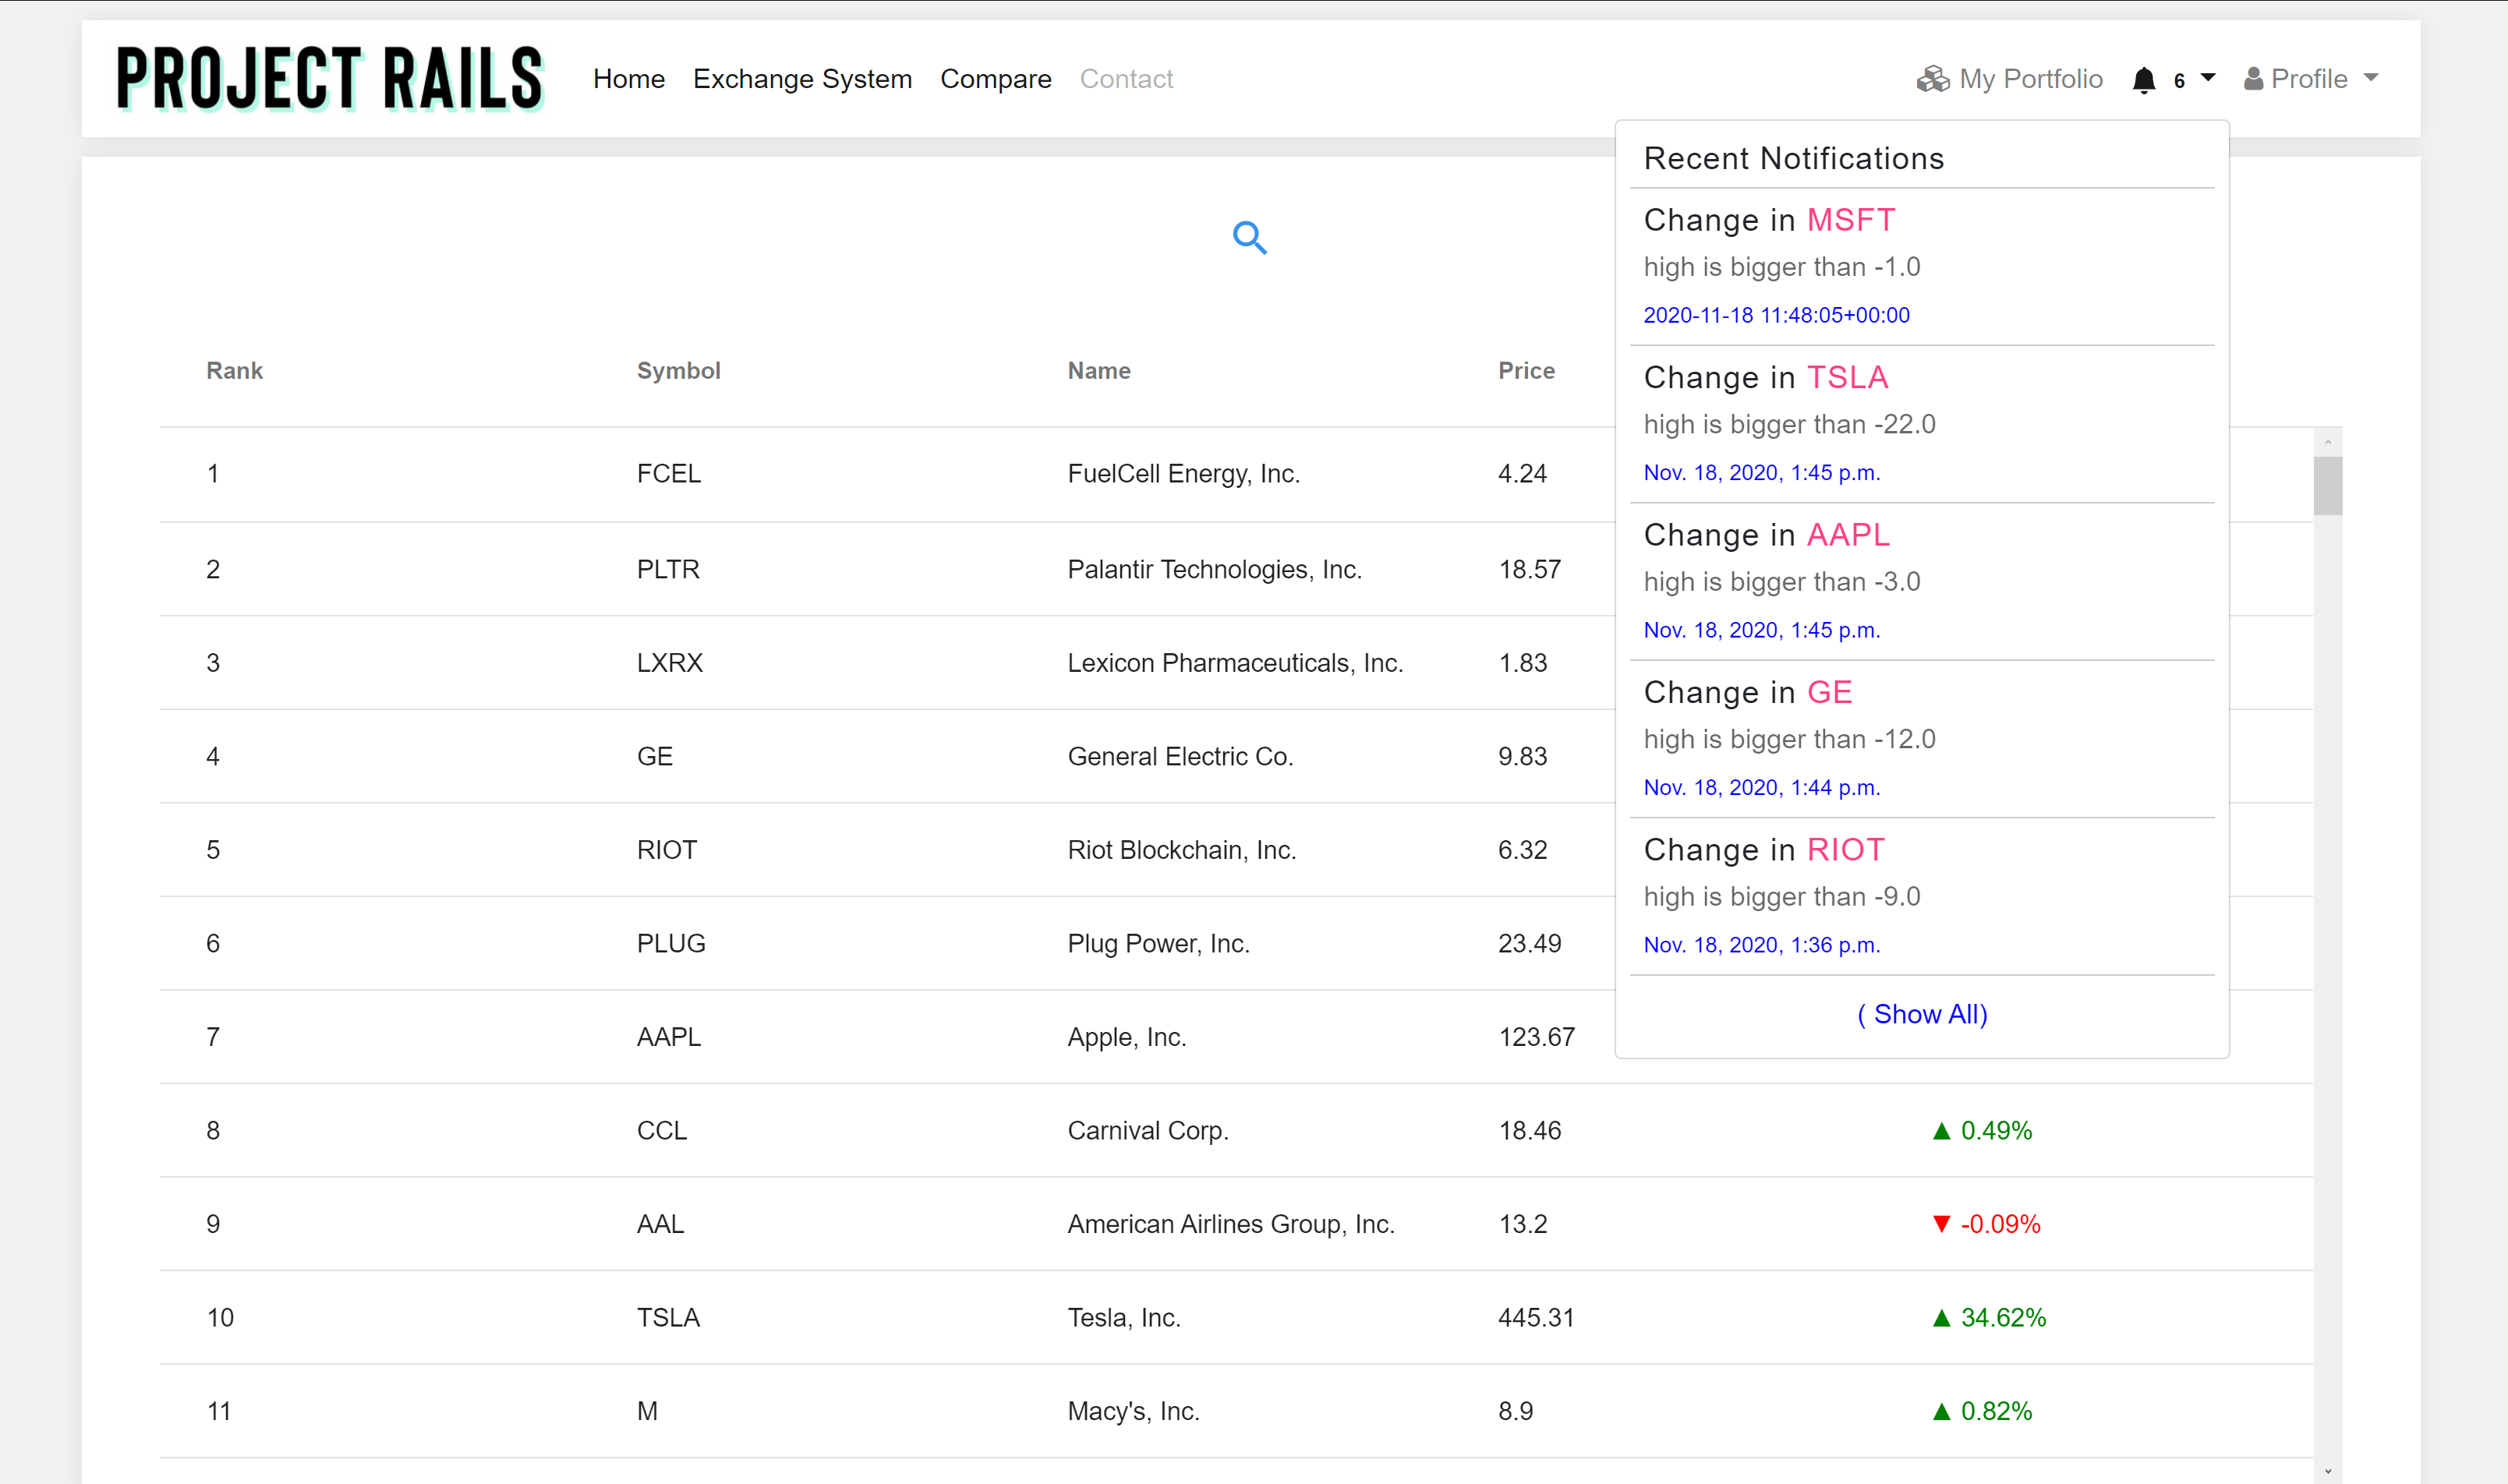 PROJECT RAILS
Home Exchange System Compare Contact
My Portfolio 6 Profile
Recent Notifications
Change in MSFT
high is bigger than -1.0
2020-11-18 11:48:05+00:00
Change in TSLA
high is bigger than -22.0
Nov. 18, 2020, 1:45 p.m.
Change in AAPL
high is bigger than -3.0
Nov. 18, 2020, 1:45 p.m.
Change in GE
high is bigger than -12.0
Nov. 18, 2020, 1:44 p.m.
Change in RIOT
high is bigger than -9.0
Nov. 18, 2020, 1:36 p.m.
( Show All)
Rank Symbol Name Price
1 FCEL FuelCell Energy, Inc. 4.24
2 PLTR Palantir Technologies, Inc. 18.57
3 LXRX Lexicon Pharmaceuticals, Inc. 1.83
4 GE General Electric Co. 9.83
5 RIOT Riot Blockchain, Inc. 6.32
6 PLUG Plug Power, Inc. 23.49
7 AAPL Apple, Inc. 123.67
8 CCL Carnival Corp. 18.46 ▲ 0.49%
9 AAL American Airlines Group, Inc. 13.2 ▼ -0.09%
10 TSLA Tesla, Inc. 445.31 ▲ 34.62%
11 M Macy's, Inc. 8.9 ▲ 0.82%